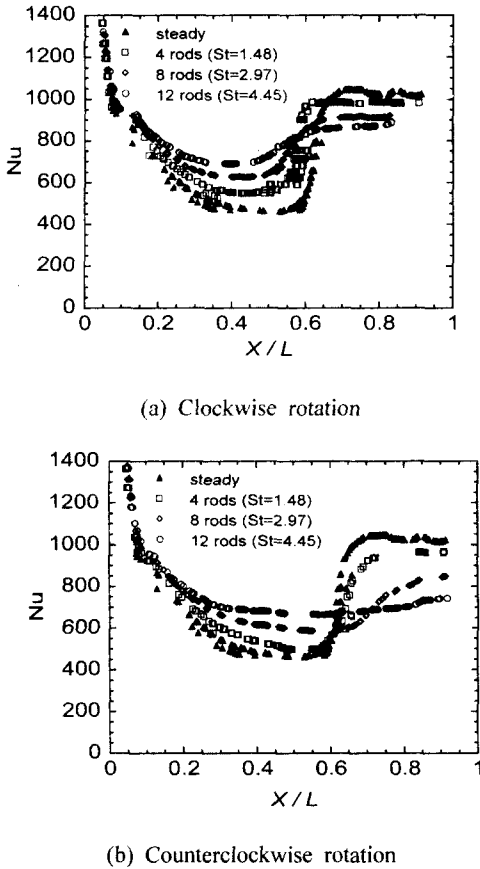 1400
1200
1000
800
600
400
200
0
Nu
steady
4 rods (St=1.48)
8 rods (St=2.97)
12 rods (St=4.45)
0 0.2 0.4 0.6 0.8 1
X / L
(a) Clockwise rotation
1400
1200
1000
800
600
400
200
0
Nu
steady
4 rods (St=1.48)
8 rods (St=2.97)
12 rods (St=4.45)
0 0.2 0.4 0.6 0.8 1
X / L
(b) Counterclockwise rotation